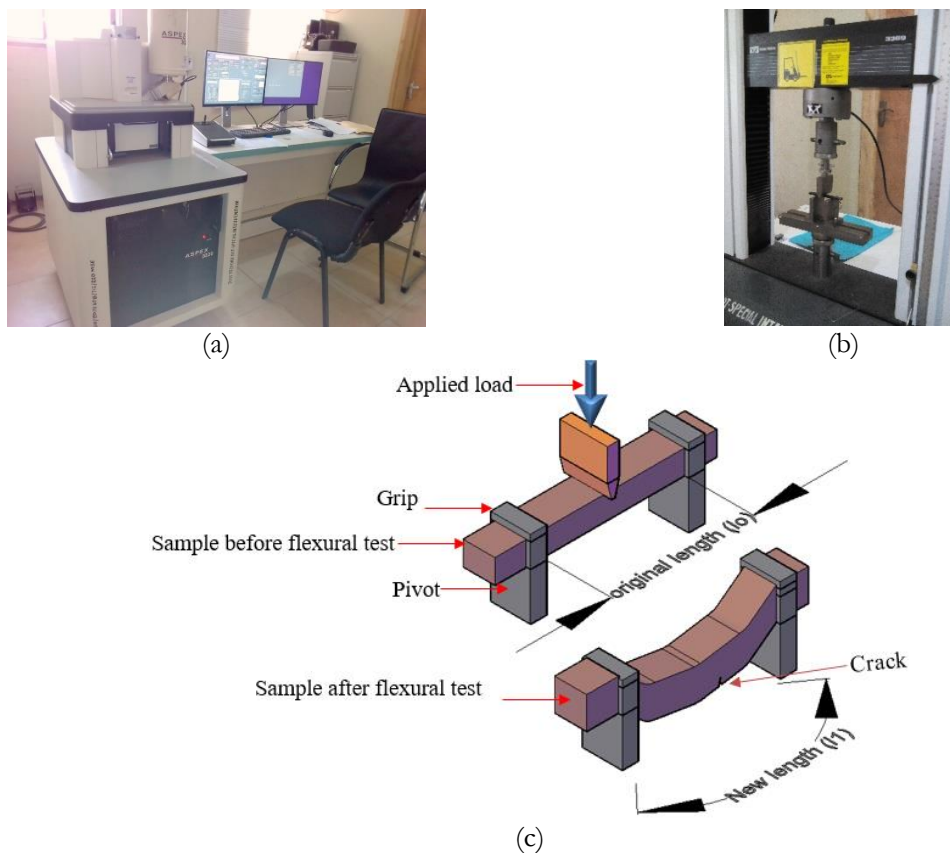 ASPEX
ASPEX
3020
3369
(a)
(b)
Applied load
Grip
Sample before flexural test
Pivot
original length (lo)
Sample after flexural test
Crack
New length (l1)
(c)